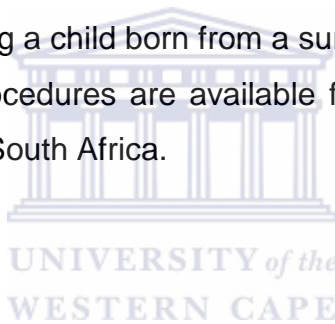 g a child born from a sur
ocedures are available f
South Africa.
UNIVERSITY of the
WESTERN CAPE